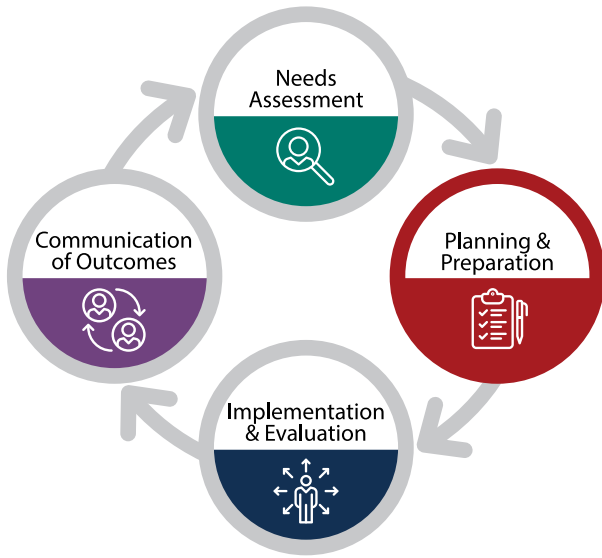 Needs
Assessment
Planning &
Preparation
Implementation
& Evaluation
Communication
of Outcomes